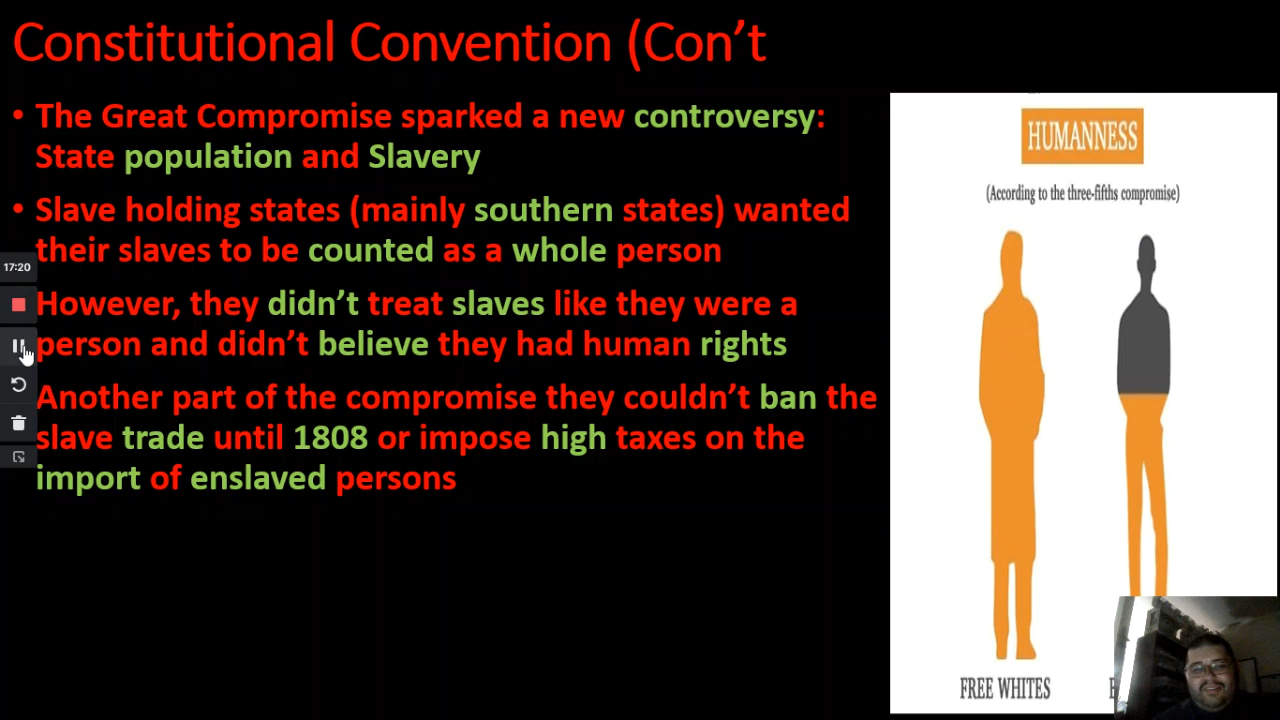 Constitutional Convention (Con’t
• The Great Compromise sparked a new controversy:
State population and Slavery
• Slave holding states (mainly southern states) wanted
their slaves to be counted as a whole person
However, they didn’t treat slaves like they were a
person and didn’t believe they had human rights
Another part of the compromise they couldn’t ban the
slave trade until 1808 or impose high taxes on the
import of enslaved persons
17:20
HUMANNESS
(According to the three-fifths compromise)
FREE WHITES